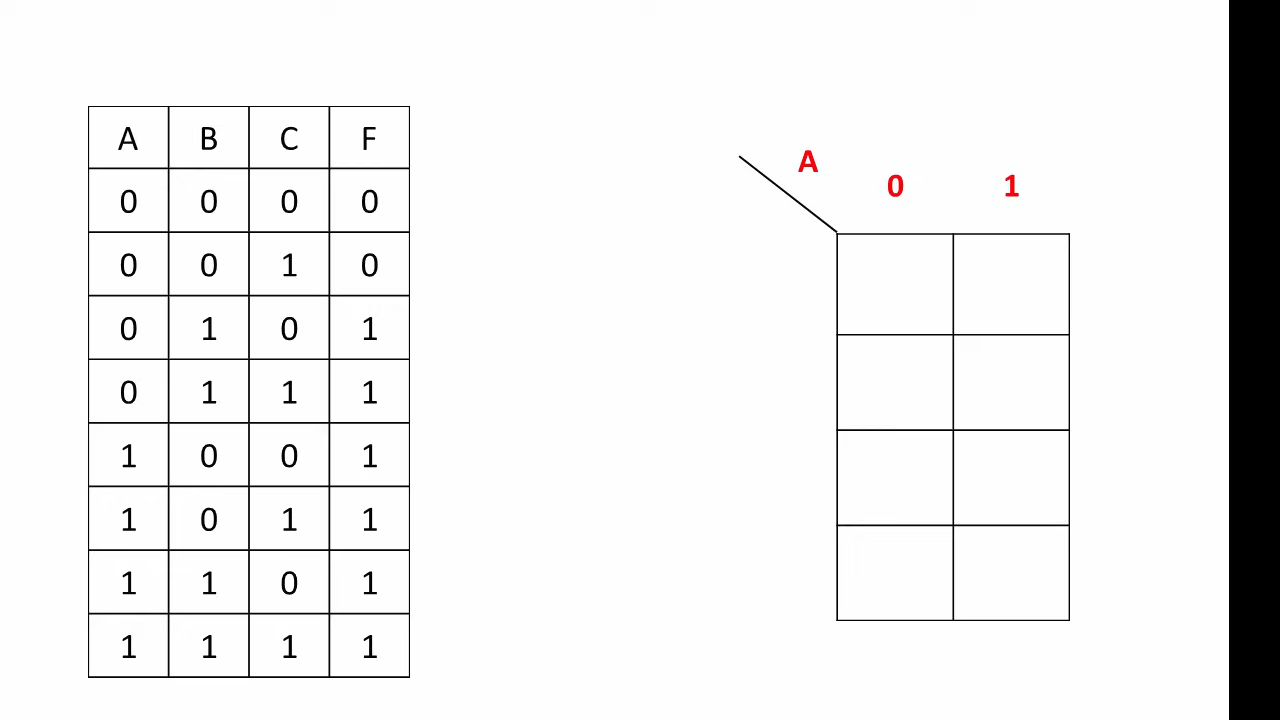 A B C F
0 0 0 0
0 0 1 0
0 1 0 1
0 1 1 1
1 0 0 1
1 0 1 1
1 1 0 1
1 1 1 1
A
0 1